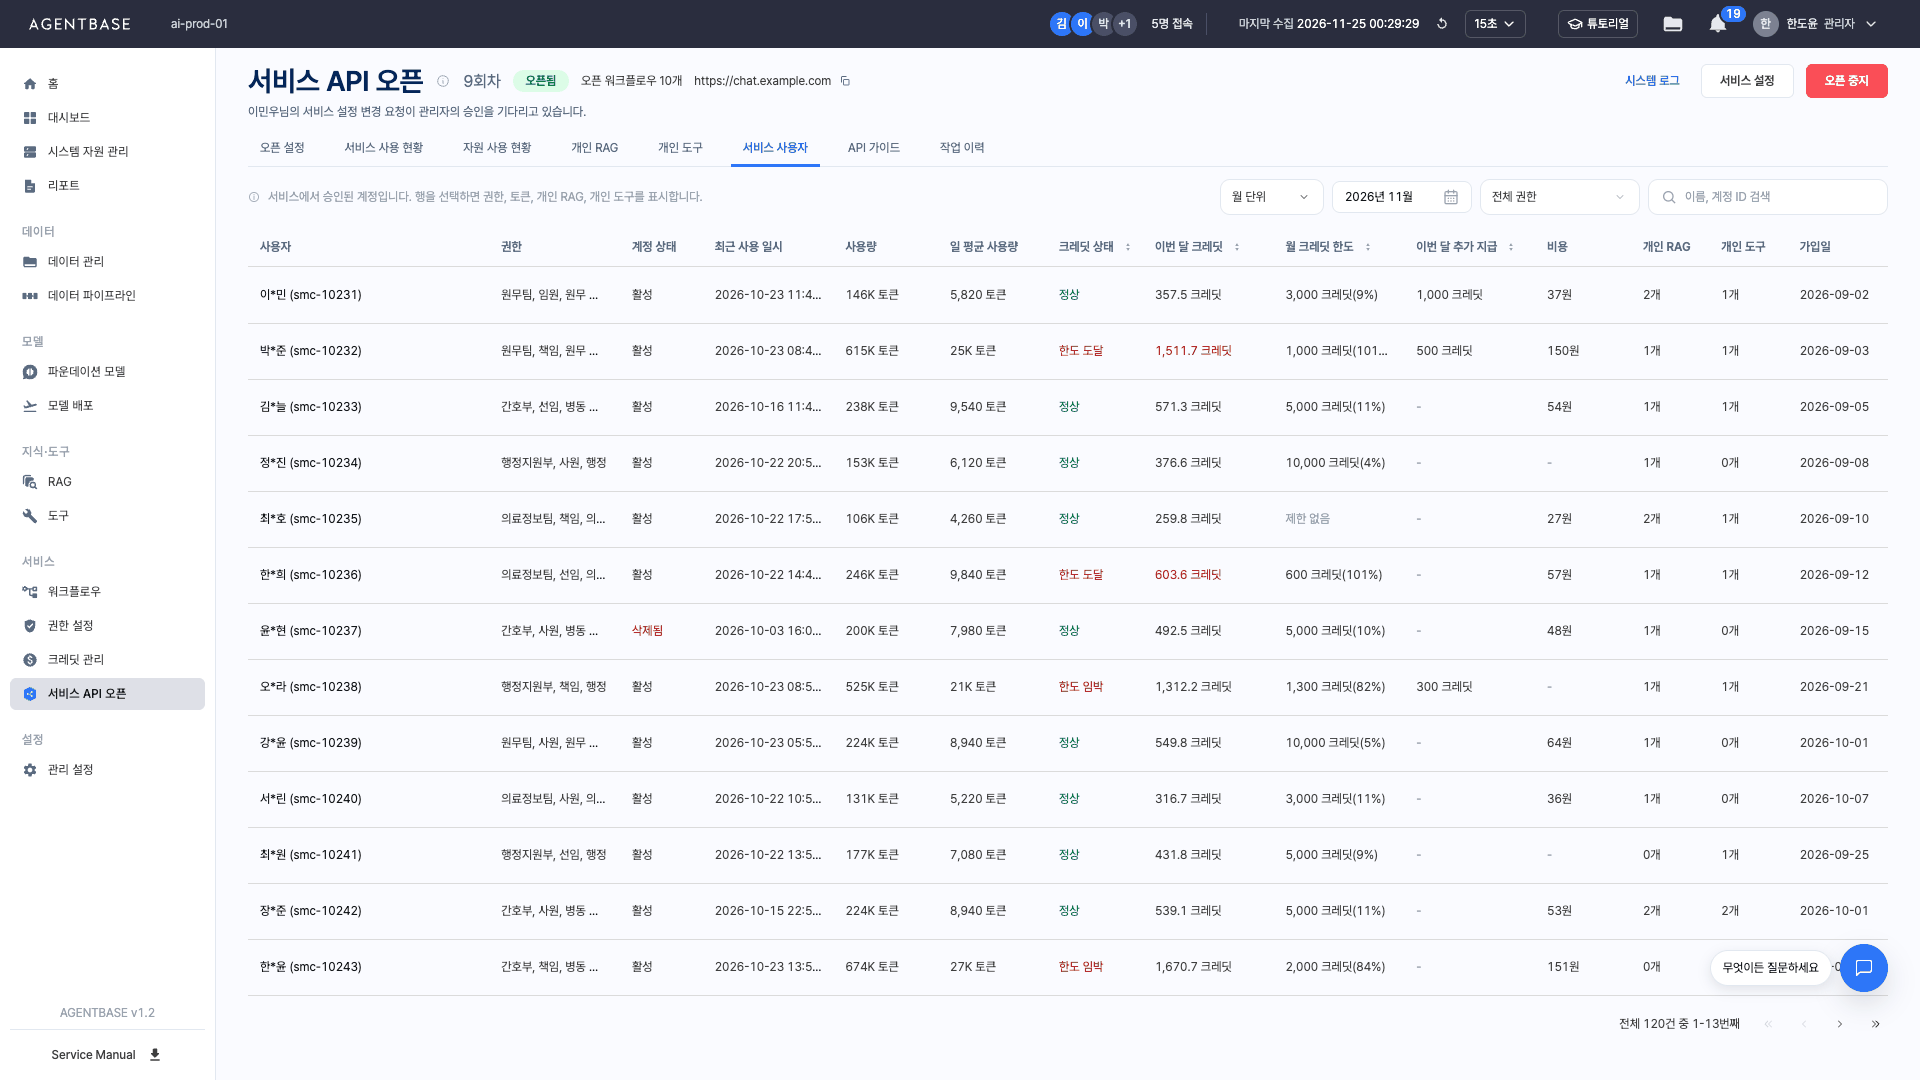 AGENTBASE
ai-prod-01
김 이 박 +1 5명 접속
마지막 수집 2026-11-25 00:29:29
15초
튜토리얼
19
한 한도윤 관리자
홈
대시보드
시스템 자원 관리
리포트
데이터
데이터 관리
데이터 파이프라인
모델
파운데이션 모델
모델 배포
지식·도구
RAG
도구
서비스
워크플로우
권한 설정
크레딧 관리
서비스 API 오픈
설정
관리 설정
AGENTBASE v1.2
Service Manual
서비스 API 오픈 9회차 오픈됨 오픈 워크플로우 10개 https://chat.example.com
시스템 로그 서비스 설정 오픈 중지
이민우님의 서비스 설정 변경 요청이 관리자의 승인을 기다리고 있습니다.
오픈 설정 서비스 사용 현황 자원 사용 현황 개인 RAG 개인 도구 서비스 사용자 API 가이드 작업 이력
서비스에서 승인된 계정입니다. 행을 선택하면 권한, 토큰, 개인 RAG, 개인 도구를 표시합니다.
월 단위 2026년 11월 전체 권한 이름, 계정 ID 검색
사용자 권한 계정 상태 최근 사용 일시 사용량 일 평균 사용량 크레딧 상태 이번 달 크레딧 월 크레딧 한도 이번 달 추가 지급 비용 개인 RAG 개인 도구 가입일
이*민 (smc-10231) 원무팀, 임원, 원무 ... 활성 2026-10-23 11:4... 146K 토큰 5,820 토큰 정상 357.5 크레딧 3,000 크레딧(9%) 1,000 크레딧 37원 2개 1개 2026-09-02
박*준 (smc-10232) 원무팀, 책임, 원무 ... 활성 2026-10-23 08:4... 615K 토큰 25K 토큰 한도 도달 1,511.7 크레딧 1,000 크레딧(101... 500 크레딧 150원 1개 1개 2026-09-03
김*늘 (smc-10233) 간호부, 선임, 병동 ... 활성 2026-10-16 11:4... 238K 토큰 9,540 토큰 정상 571.3 크레딧 5,000 크레딧(11%) - 54원 1개 1개 2026-09-05
정*진 (smc-10234) 행정지원부, 사원, 행정 활성 2026-10-22 20:5... 153K 토큰 6,120 토큰 정상 376.6 크레딧 10,000 크레딧(4%) - - 1개 0개 2026-09-08
최*호 (smc-10235) 의료정보팀, 책임, 의... 활성 2026-10-22 17:5... 106K 토큰 4,260 토큰 정상 259.8 크레딧 제한 없음 - 27원 2개 1개 2026-09-10
한*희 (smc-10236) 의료정보팀, 선임, 의... 활성 2026-10-22 14:4... 246K 토큰 9,840 토큰 한도 도달 603.6 크레딧 600 크레딧(101%) - 57원 1개 1개 2026-09-12
윤*현 (smc-10237) 간호부, 사원, 병동 ... 삭제됨 2026-10-03 16:0... 200K 토큰 7,980 토큰 정상 492.5 크레딧 5,000 크레딧(10%) - 48원 1개 0개 2026-09-15
오*라 (smc-10238) 행정지원부, 책임, 행정 활성 2026-10-23 08:5... 525K 토큰 21K 토큰 한도 임박 1,312.2 크레딧 1,300 크레딧(82%) 300 크레딧 - 1개 1개 2026-09-21
강*윤 (smc-10239) 원무팀, 사원, 원무 ... 활성 2026-10-23 05:5... 224K 토큰 8,940 토큰 정상 549.8 크레딧 10,000 크레딧(5%) - 64원 1개 0개 2026-10-01
서*린 (smc-10240) 의료정보팀, 사원, 의... 활성 2026-10-22 10:5... 131K 토큰 5,220 토큰 정상 316.7 크레딧 3,000 크레딧(11%) - 36원 1개 0개 2026-10-07
최*원 (smc-10241) 행정지원부, 선임, 행정 활성 2026-10-22 13:5... 177K 토큰 7,080 토큰 정상 431.8 크레딧 5,000 크레딧(9%) - - 0개 1개 2026-09-25
장*준 (smc-10242) 간호부, 사원, 병동 ... 활성 2026-10-15 22:5... 224K 토큰 8,940 토큰 정상 539.1 크레딧 5,000 크레딧(11%) - 53원 2개 2개 2026-10-01
한*윤 (smc-10243) 간호부, 책임, 병동 ... 활성 2026-10-23 13:5... 674K 토큰 27K 토큰 한도 임박 1,670.7 크레딧 2,000 크레딧(84%) - 151원 0개
무엇이든 질문하세요
전체 120건 중 1-13번째